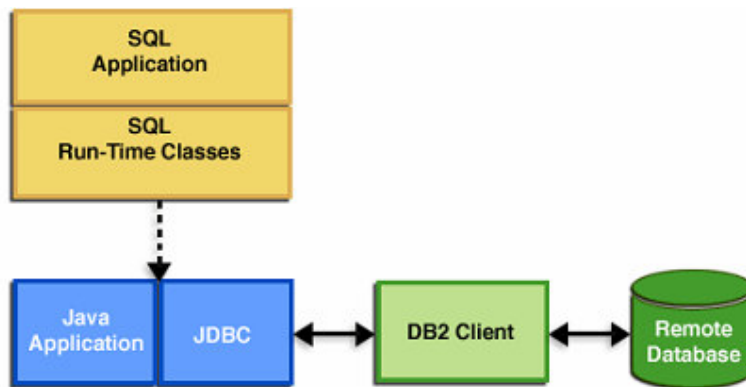 SQL
Application
SQL
Run-Time Classes
Java
Application
JDBC
DB2 Client
Remote
Database